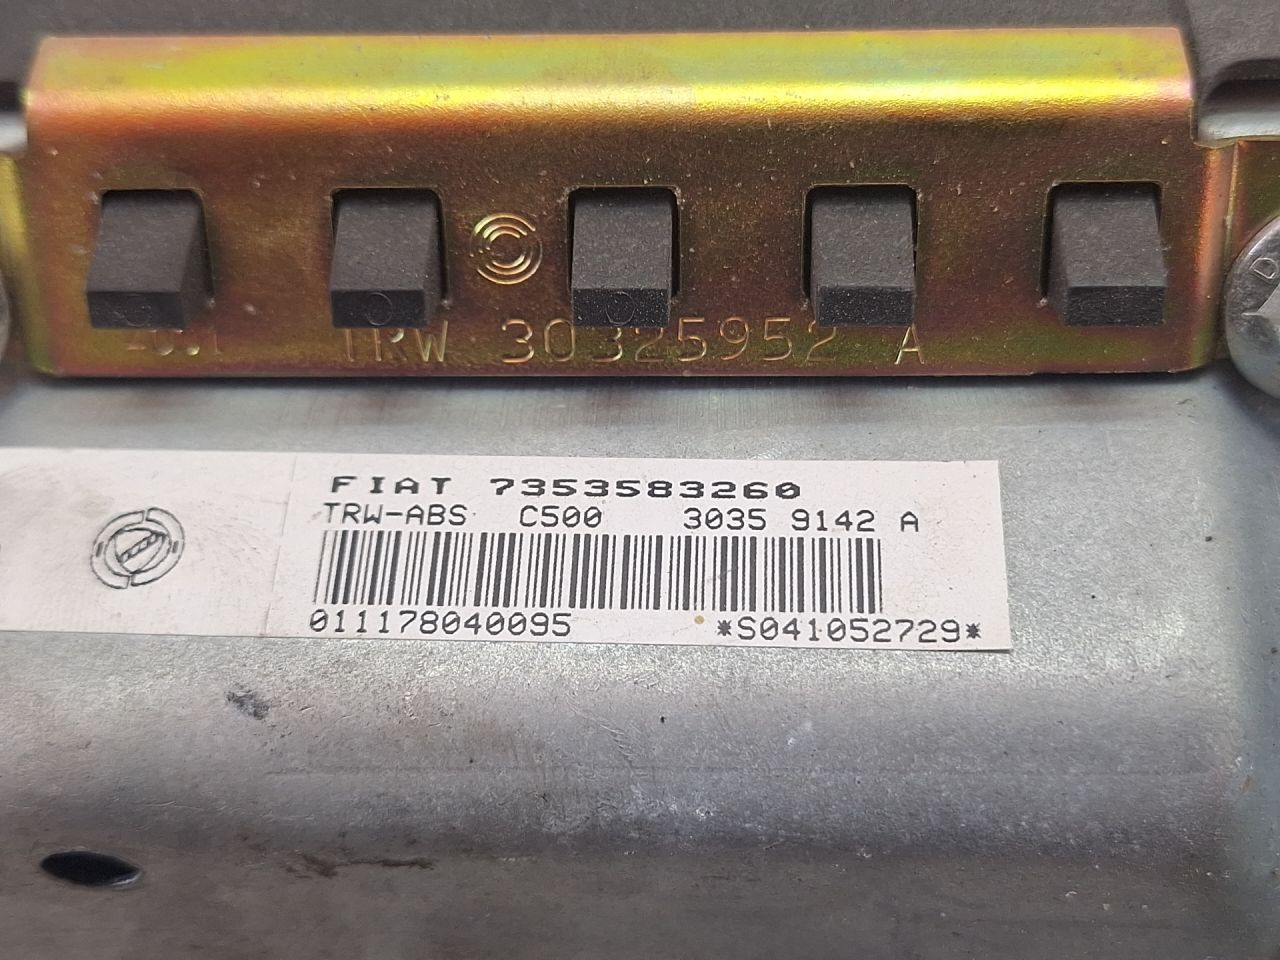 TRW 30325952 A
FIAT 7353583260
TRW-ABS C500 3035 9142 A
011178040095 *S041052729*